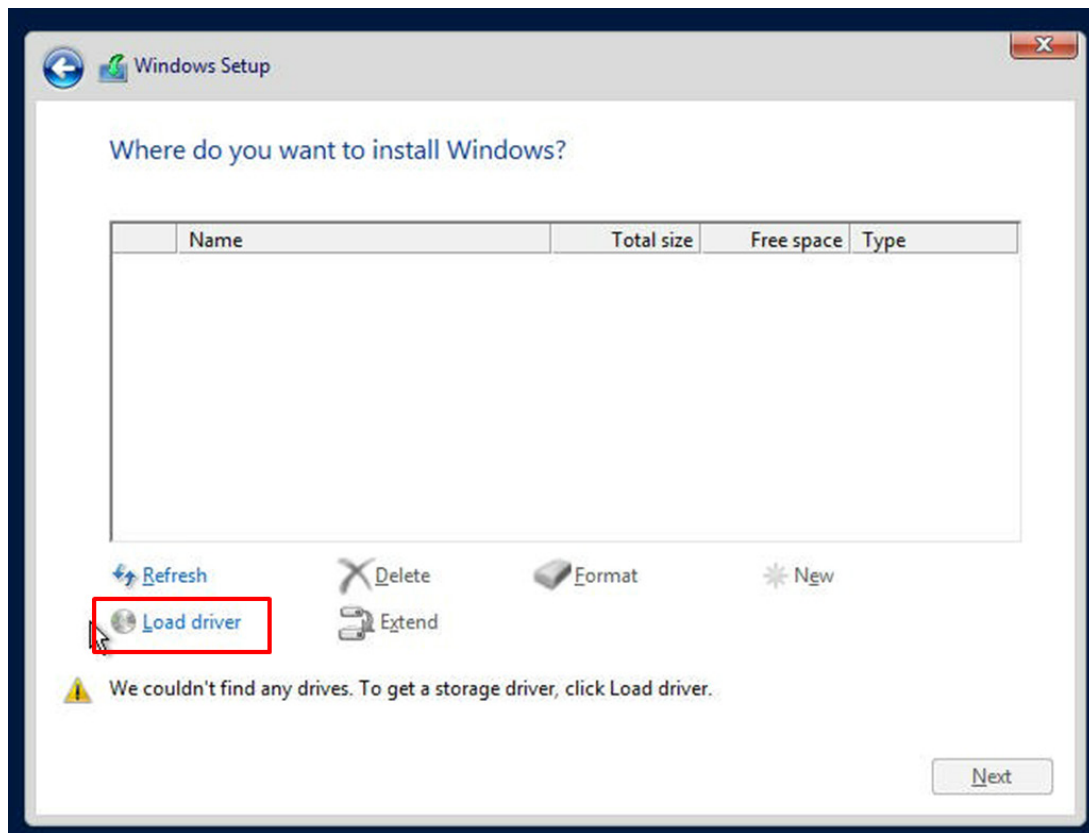 Windows Setup
Where do you want to install Windows?
Name Total size Free space Type
Refresh Delete Format New
Load driver Extend
We couldn't find any drives. To get a storage driver, click Load driver.
Next